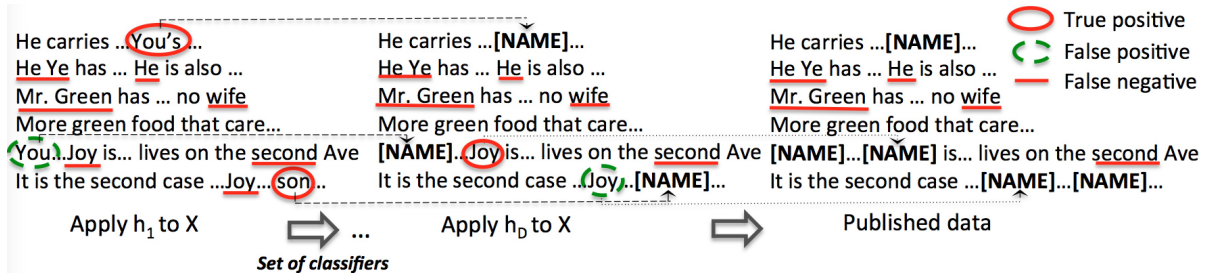 He carries ...You's ...
He Ye has ... He is also ...
Mr. Green has ... no wife
More green food that care...
You...Joy is... lives on the second Ave
It is the second case ...Joy...son...
Apply h1 to X
...
Set of classifiers
He carries ...[NAME]...
He Ye has ... He is also ...
Mr. Green has ... no wife
More green food that care...
[NAME]...Joy is... lives on the second Ave
It is the second case ...Joy...[NAME]...
Apply hD to X
He carries ...[NAME]...
He Ye has ... He is also ...
Mr. Green has ... no wife
More green food that care...
[NAME]...[NAME] is... lives on the second Ave
It is the second case ...[NAME]...[NAME]...
Published data
True positive
False positive
False negative